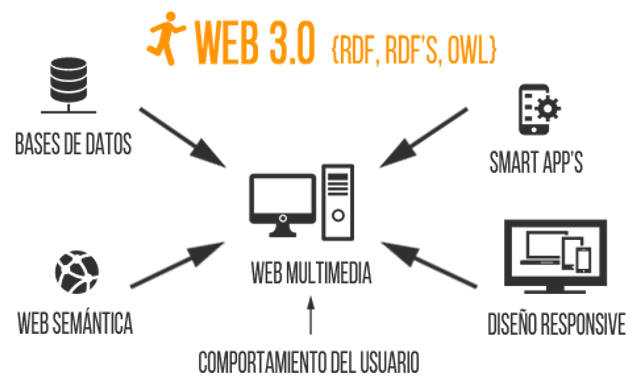 WEB 3.0 {RDF, RDF'S, OWL}
BASES DE DATOS
SMART APP'S
WEB MULTIMEDIA
WEB SEMÁNTICA
DISEÑO RESPONSIVE
COMPORTAMIENTO DEL USUARIO